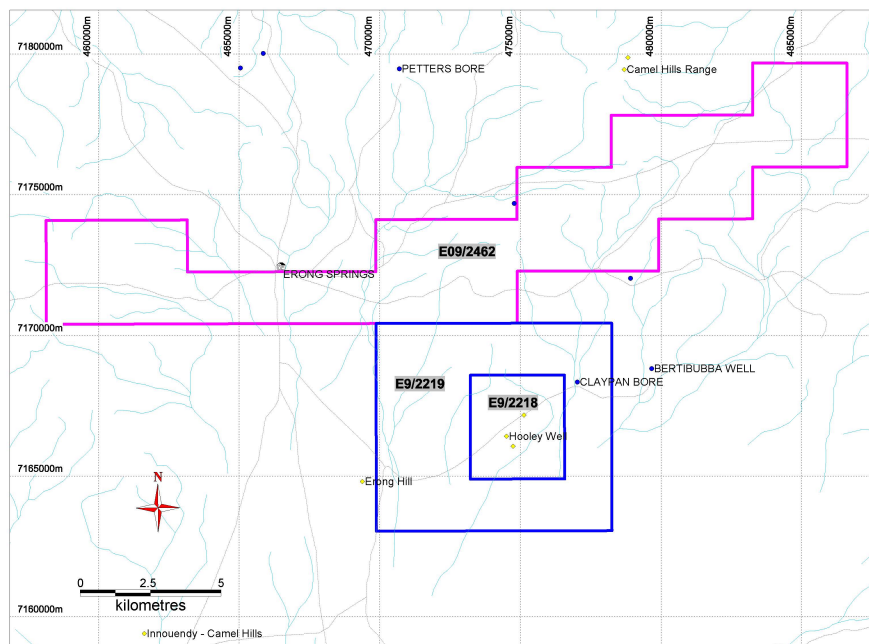 460000m
465000m
470000m
475000m
480000m
485000m
7180000m
PETTERS BORE
Camel Hills Range
7175000m
E09/2462
ERONG SPRINGS
7170000m
BERTIBUBBA WELL
E9/2219
CLAYPAN BORE
E9/2218
Hooley Well
7165000m
Erong Hill
N
0 2.5 5
kilometres
7160000m
Innouendy - Camel Hills